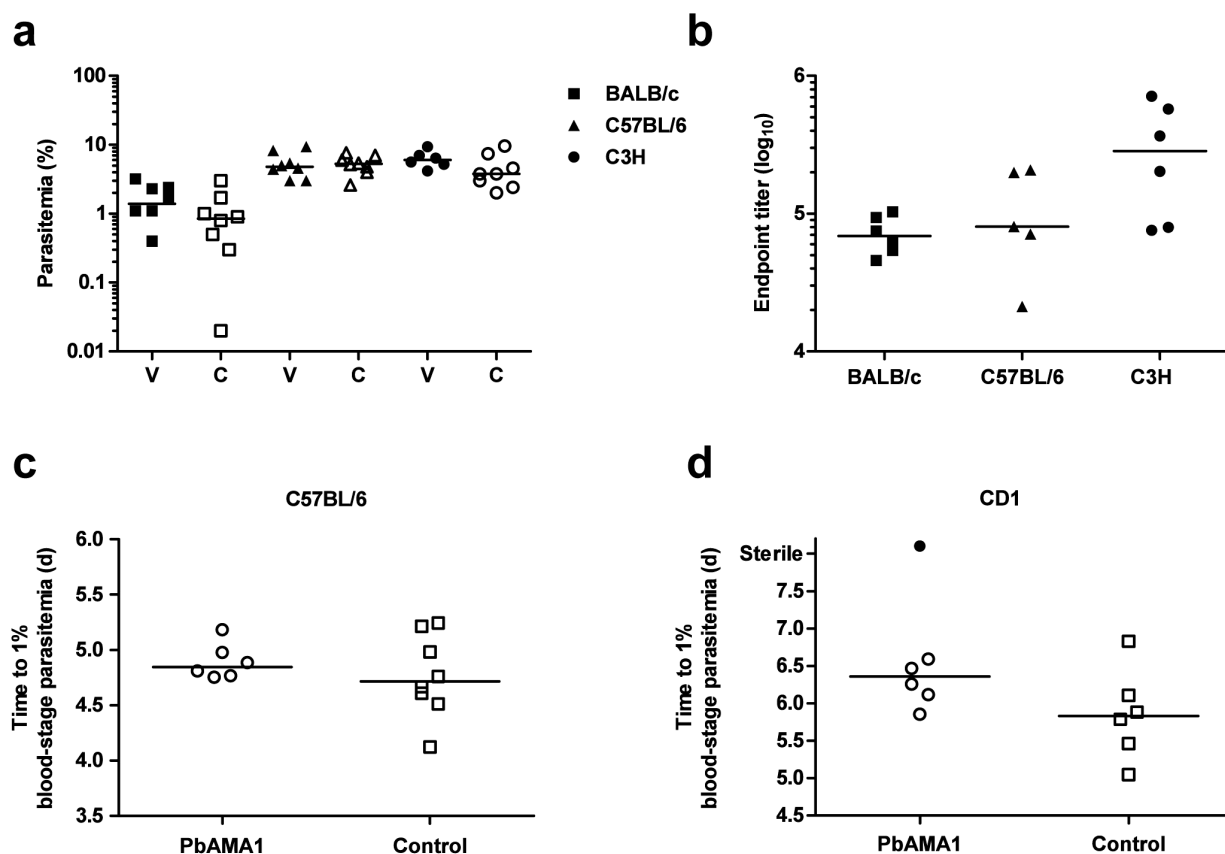 a
Parasitemia (%)
100
10
1
0.1
0.01
V
C
V
C
V
C
BALB/c
C57BL/6
C3H
b
Endpoint titer (log₁₀)
6
5
4
BALB/c
C57BL/6
C3H
c
C57BL/6
Time to 1%
blood-stage parasitemia (d)
6.0
5.5
5.0
4.5
4.0
3.5
PbAMA1
Control
d
CD1
Time to 1%
blood-stage parasitemia (d)
Sterile
7.5
7.0
6.5
6.0
5.5
5.0
4.5
PbAMA1
Control